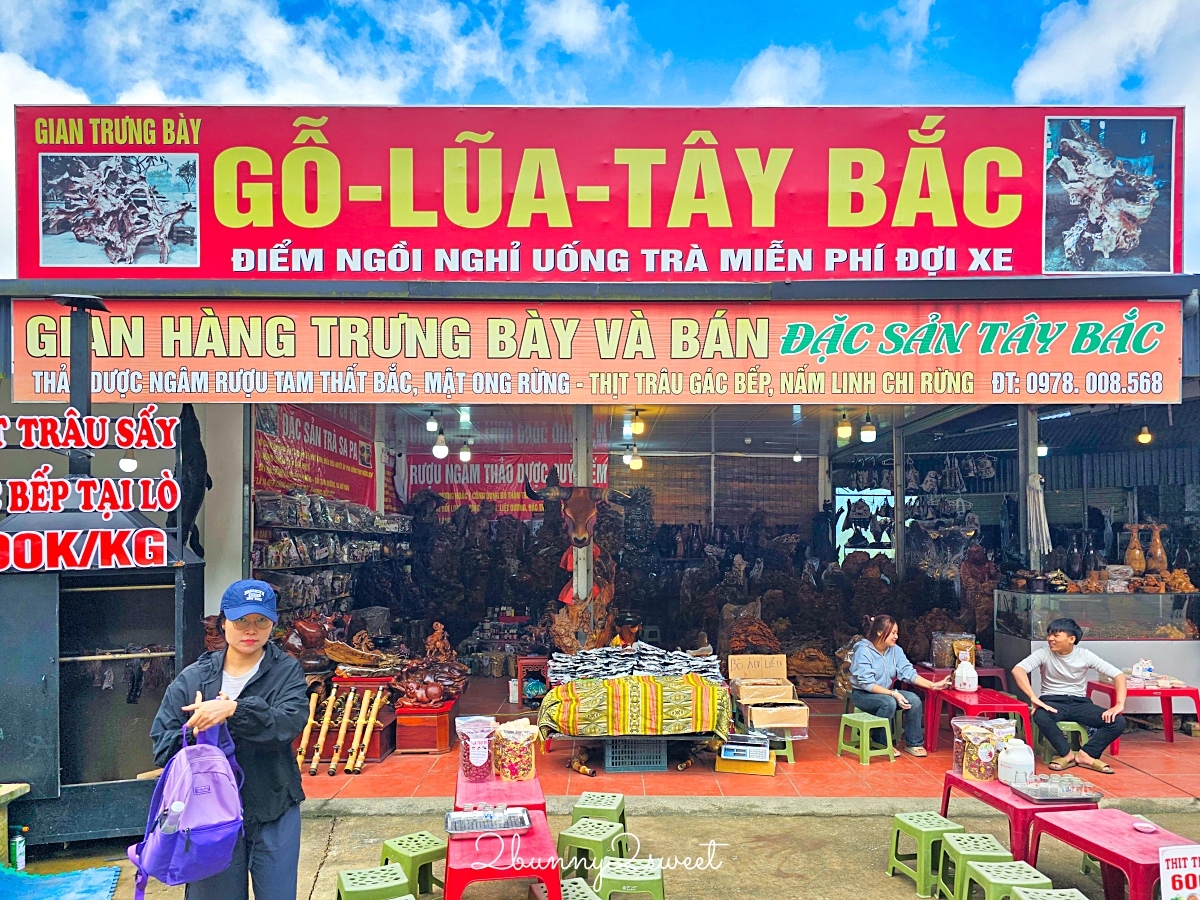 GIAN TRƯNG BÀY
GỖ-LŨA-TÂY BẮC
ĐIỂM NGỒI NGHỈ UỐNG TRÀ MIỄN PHÍ ĐỢI XE
GIAN HÀNG TRƯNG BÀY VÀ BÁN ĐẶC SẢN TÂY BẮC
DƯỢC NGÂM RƯỢU TAM THẤT BẮC, MẬT ONG RỪNG - THỊT TRÂU GÁC BẾP, NẤM LINH CHI RỪNG ĐT: 0978. 008.568
TRÂU SẤY
BẾP TẠI LÒ
00K/KG
ĐẶC SẢN TRÀ SA PA
RƯỢU NGÂM THẢO DƯỢC
2bunny2sweet
THỊT